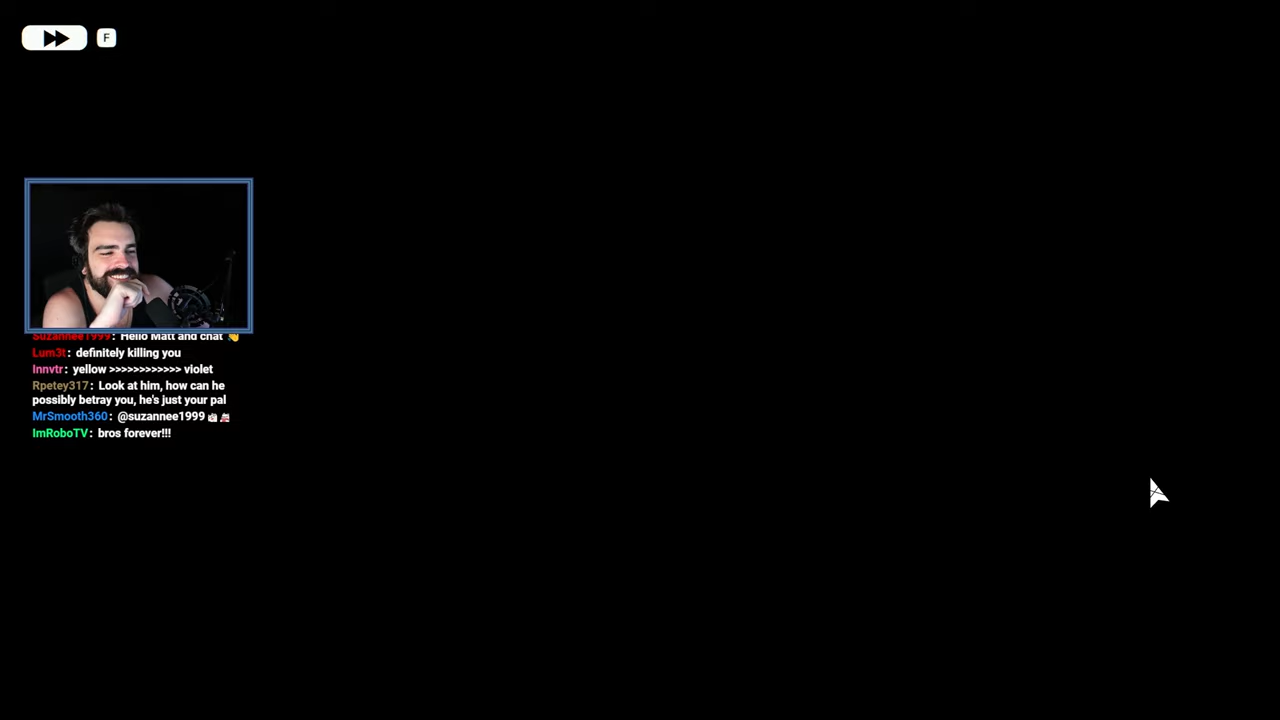 F
Suzannee1999: Hello Matt and chat 👋
Lum3t: definitely killing you
Innvtr: yellow >>>>>>>>>>>> violet
Rpetey317: Look at him, how can he
possibly betray you, he's just your pal
MrSmooth360: @suzannee1999
ImRoboTV: bros forever!!!